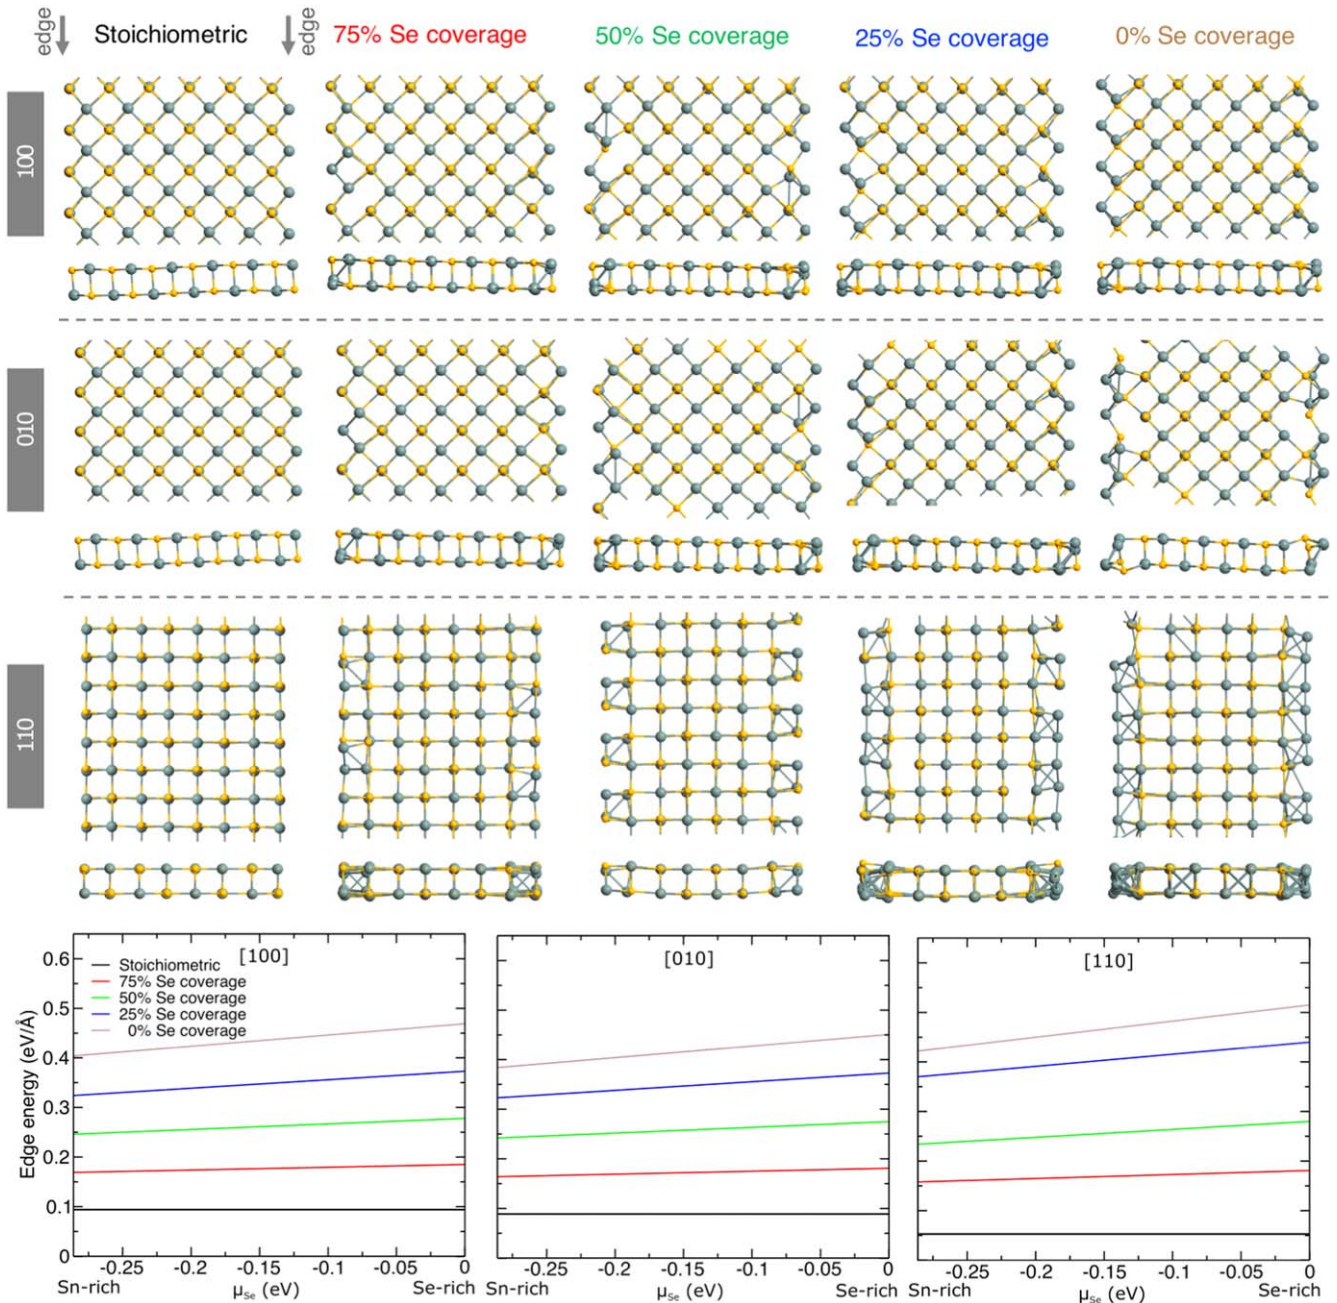 edge
Stoichiometric
edge
75% Se coverage
50% Se coverage
25% Se coverage
0% Se coverage
100
010
110
Edge energy (eV/Å)
0.6
0.5
0.4
0.3
0.2
0.1
0
[100]
Stoichiometric
75% Se coverage
50% Se coverage
25% Se coverage
0% Se coverage
-0.25 -0.2 -0.15 -0.1 -0.05 0
Sn-rich μSe (eV) Se-rich
[010]
-0.25 -0.2 -0.15 -0.1 -0.05 0
μSe (eV) Se-rich
[110]
-0.25 -0.2 -0.15 -0.1 -0.05 0
Sn-rich μSe (eV) Se-rich